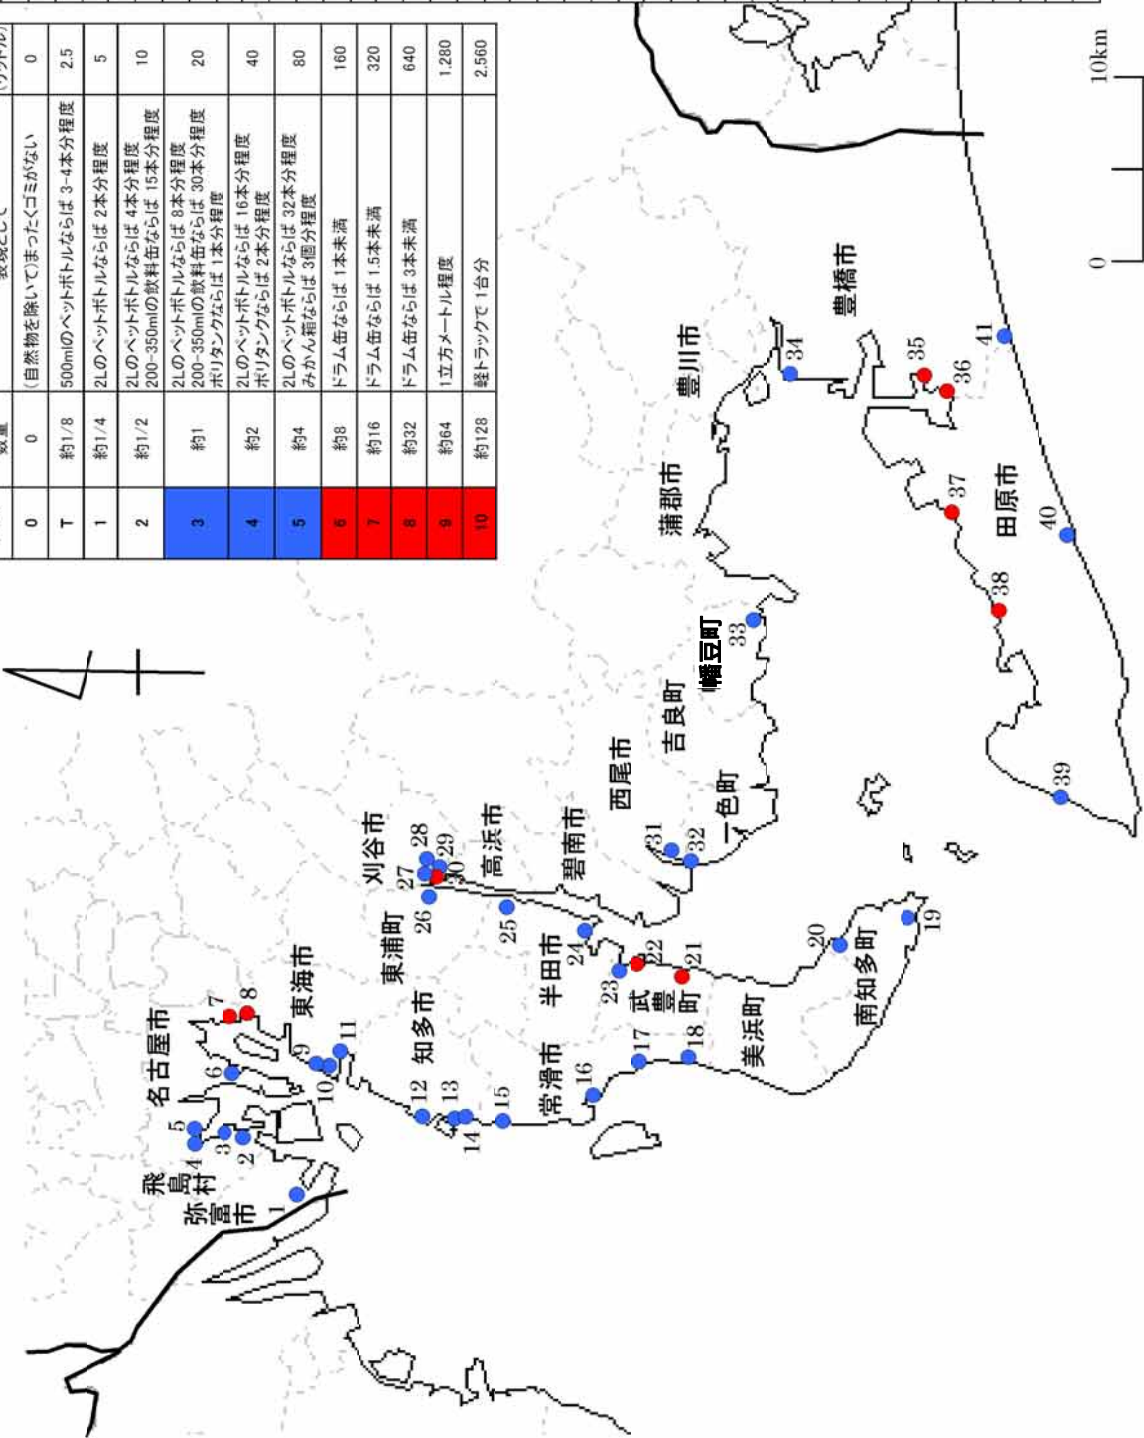 数量
表現として
(リットル)
0
0
(自然物を除いて)まったくゴミがない
0
T
約1/8
500mlのペットボトルならば 3-4本分程度
2.5
1
約1/4
2Lのペットボトルならば 2本分程度
5
2
約1/2
2Lのペットボトルならば 4本分程度
200-350mlの飲料缶ならば 15本分程度
10
3
約1
2Lのペットボトルならば 8本分程度
200-350mlの飲料缶ならば 30本分程度
ポリタンクならば 1本分程度
20
4
約2
2Lのペットボトルならば 16本分程度
ポリタンクならば 2本分程度
40
5
約4
2Lのペットボトルならば 32本分程度
みかん箱ならば 3個分程度
80
6
約8
ドラム缶ならば 1本未満
160
7
約16
ドラム缶ならば 1.5本未満
320
8
約32
ドラム缶ならば 3本未満
640
9
約64
1立方メートル程度
1,280
10
約128
軽トラックで 1台分
2,560
名古屋市
飛島村
弥富市
東海市
知多市
東浦町
刈谷市
高浜市
碧南市
半田市
常滑市
武豊町
美浜町
南知多町
西尾市
一色町
吉良町
幡豆町
蒲郡市
豊川市
豊橋市
田原市
1
2
3
4
5
6
7
8
9
10
11
12
13
14
15
16
17
18
19
20
21
22
23
24
25
26
27
28
29
30
31
32
33
34
35
36
37
38
39
40
41
0
10km